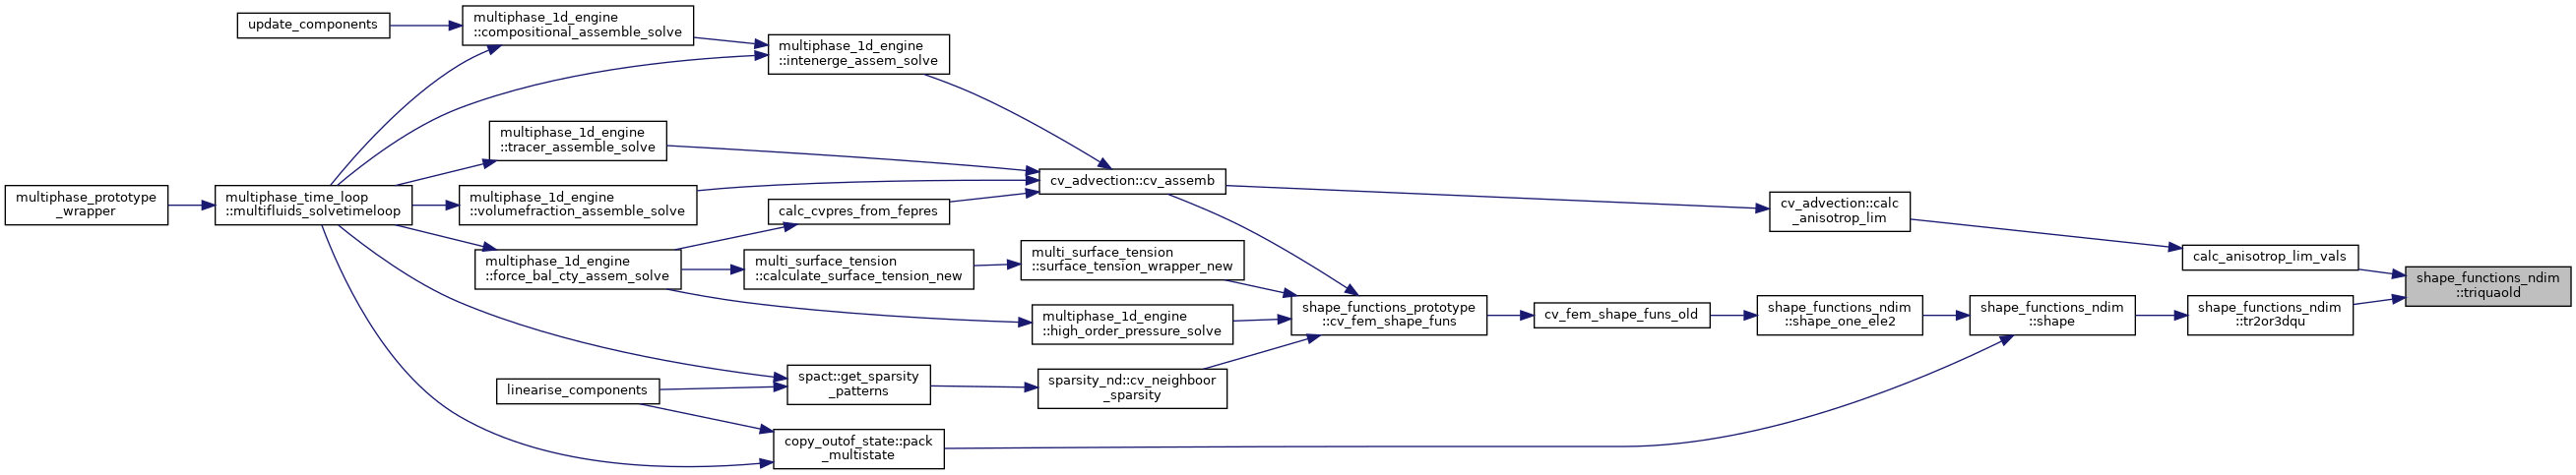 update_components
multiphase_1d_engine
::compositional_assemble_solve
multiphase_1d_engine
::intenerge_assem_solve
multiphase_1d_engine
::tracer_assemble_solve
multiphase_prototype
_wrapper
multiphase_time_loop
::multifluids_solvetimeloop
multiphase_1d_engine
::volumefraction_assemble_solve
cv_advection::cv_assemb
calc_cvpres_from_fepres
cv_advection::calc
_anisotrop_lim
multiphase_1d_engine
::force_bal_cty_assem_solve
multi_surface_tension
::calculate_surface_tension_new
multi_surface_tension
::surface_tension_wrapper_new
calc_anisotrop_lim_vals
shape_functions_ndim
::triquaold
multiphase_1d_engine
::high_order_pressure_solve
shape_functions_prototype
::cv_fem_shape_funs
cv_fem_shape_funs_old
shape_functions_ndim
::shape_one_ele2
shape_functions_ndim
::shape
shape_functions_ndim
::tr2or3dqu
linearise_components
spact::get_sparsity
_patterns
sparsity_nd::cv_neighboor
_sparsity
copy_outof_state::pack
_multistate